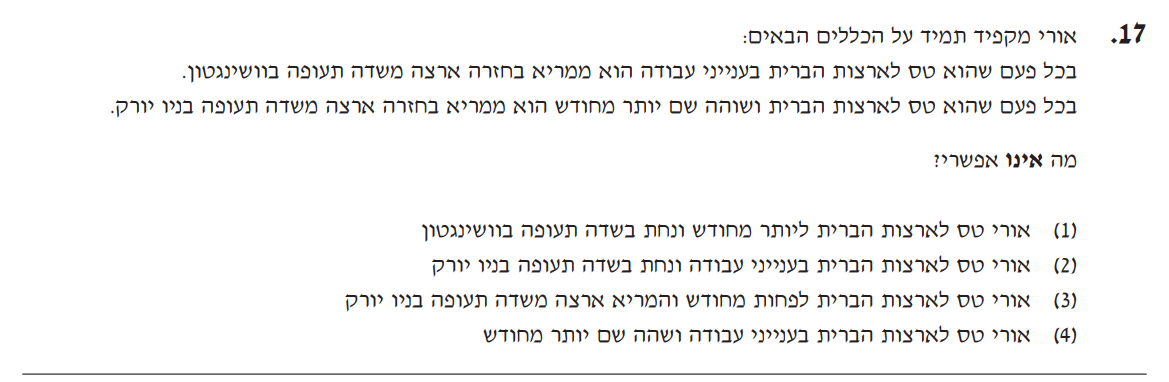 17. אורי מקפיד תמיד על הכללים הבאים:
בכל פעם שהוא טס לארצות הברית בענייני עבודה הוא ממריא בחזרה ארצה משדה תעופה בוושינגטון.
בכל פעם שהוא טס לארצות הברית ושוהה שם יותר מחודש הוא ממריא בחזרה ארצה משדה תעופה בניו יורק.
מה אינו אפשרי?
(1) אורי טס לארצות הברית ליותר מחודש ונחת בשדה תעופה בוושינגטון
(2) אורי טס לארצות הברית בענייני עבודה ונחת בשדה תעופה בניו יורק
(3) אורי טס לארצות הברית לפחות מחודש והמריא ארצה משדה תעופה בניו יורק
(4) אורי טס לארצות הברית בענייני עבודה ושהה שם יותר מחודש